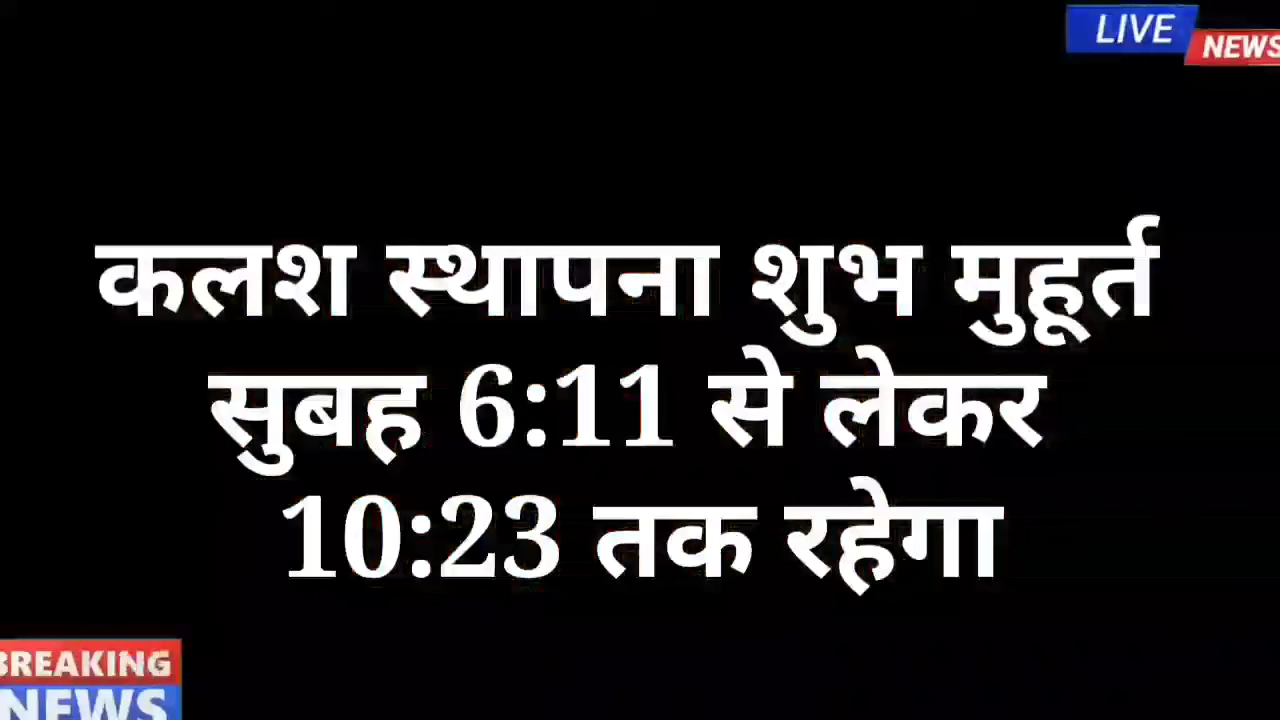 LIVE
NEWS
कलश स्थापना शुभ मुहूर्त
सुबह 6:11 से लेकर
10:23 तक रहेगा
BREAKING
NEWS